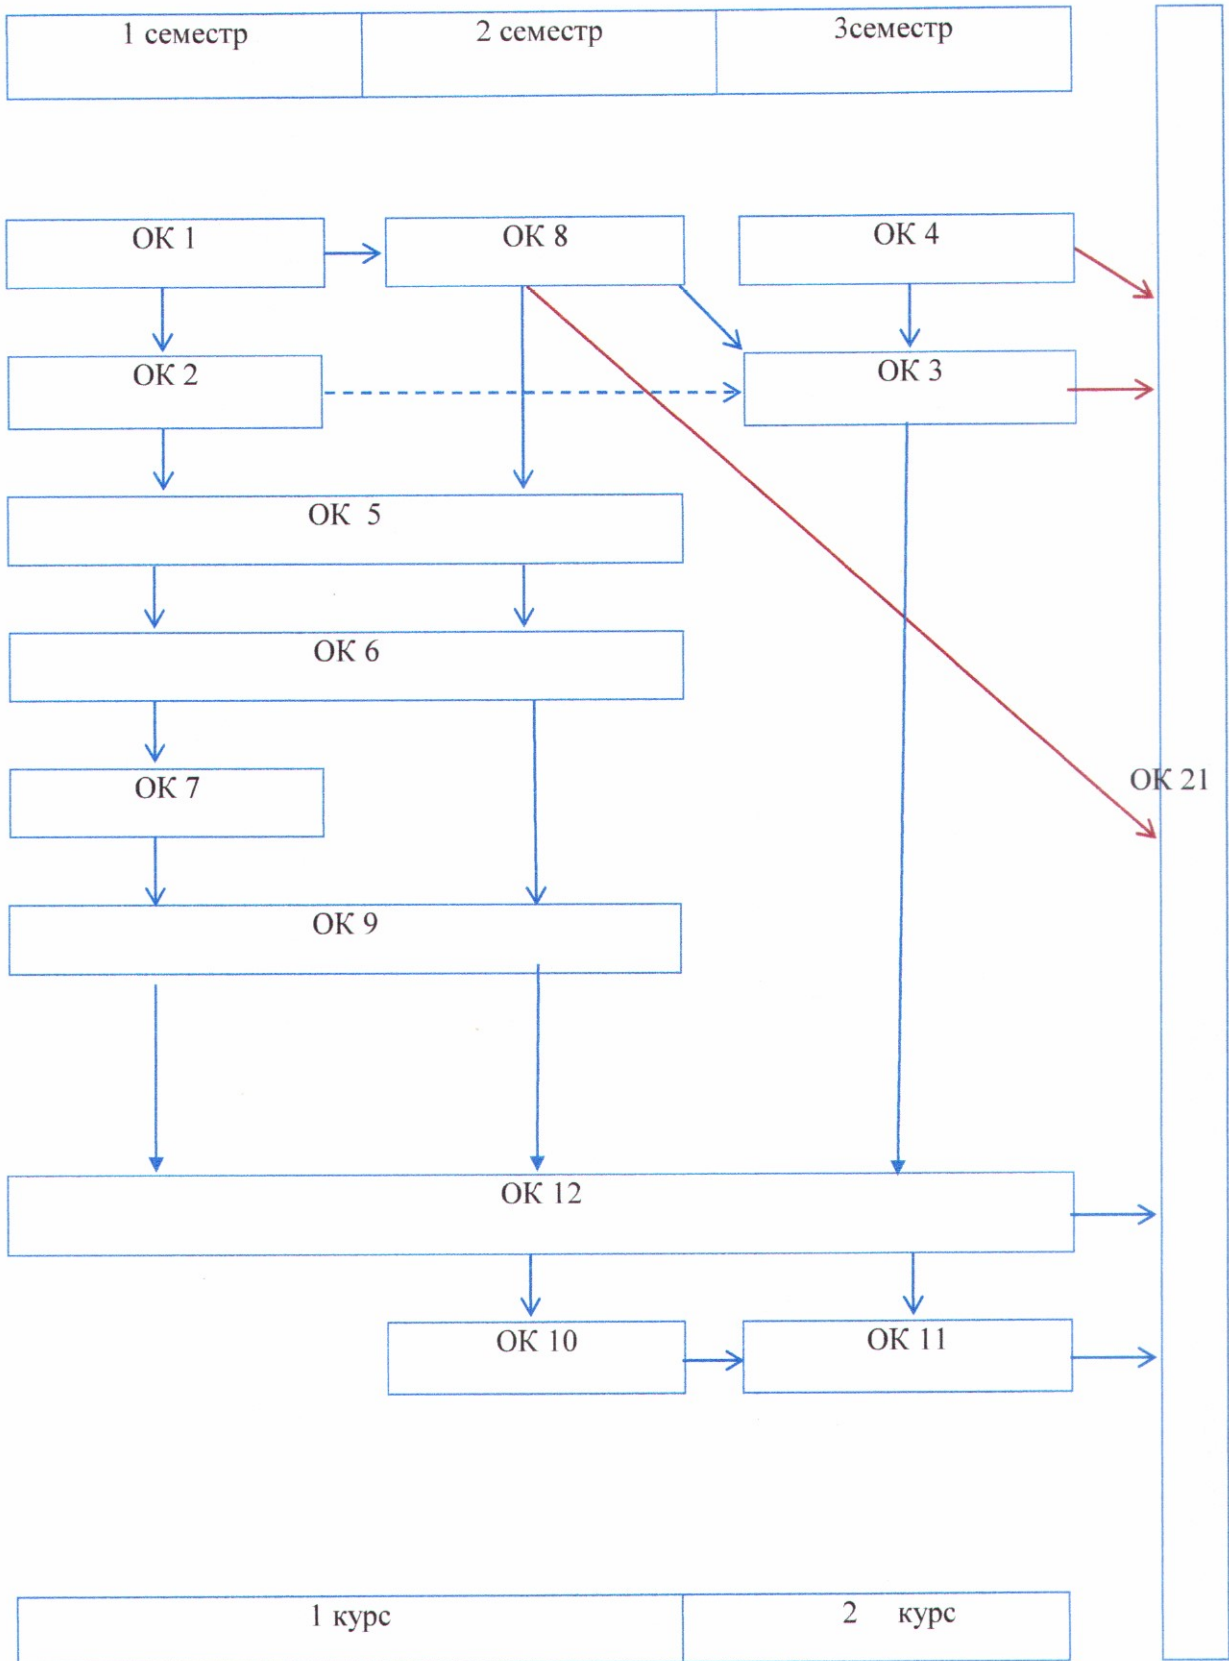 1 семестр
2 семестр
3семестр
ОК 1
ОК 8
ОК 4
ОК 2
ОК 3
ОК 5
ОК 6
ОК 7
ОК 21
ОК 9
ОК 12
ОК 10
ОК 11
1 курс
2 курс